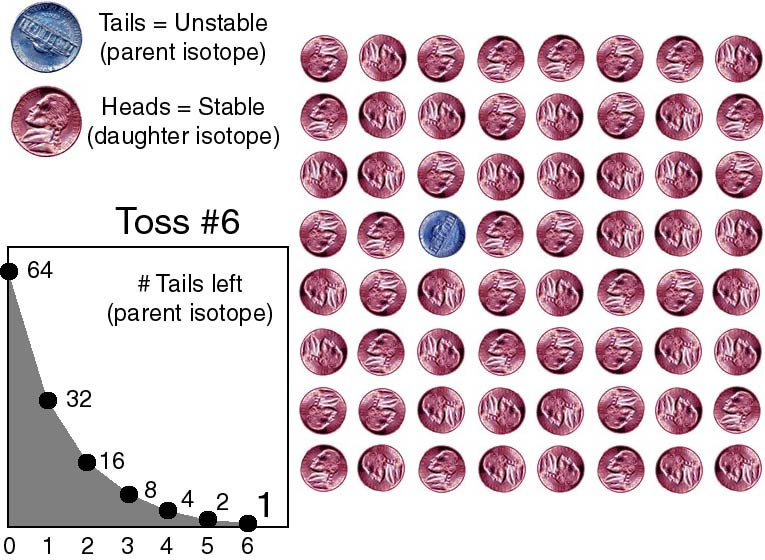 Tails = Unstable
(parent isotope)
Heads = Stable
(daughter isotope)
Toss #6
# Tails left
(parent isotope)
64
32
16
8
4
2
1
0 1 2 3 4 5 6